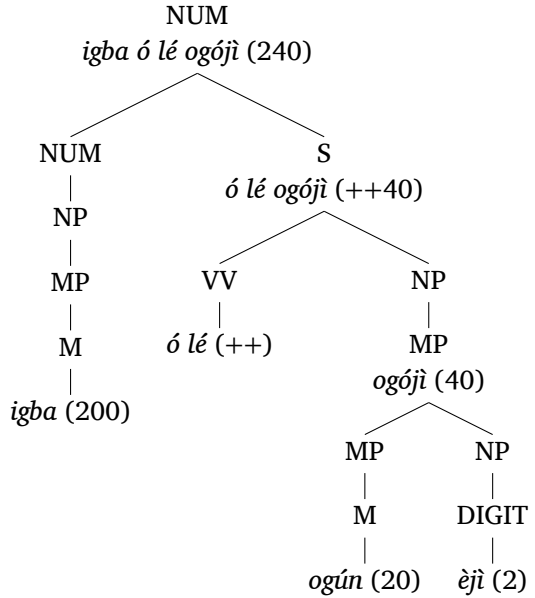 NUM
igba ó lé ogójì (240)
NUM S
ó lé ogójì (++40)
NP
VV NP
MP
ó lé (++) MP
M
ogójì (40)
igba (200)
MP NP
M DIGIT
ogún (20) èjì (2)